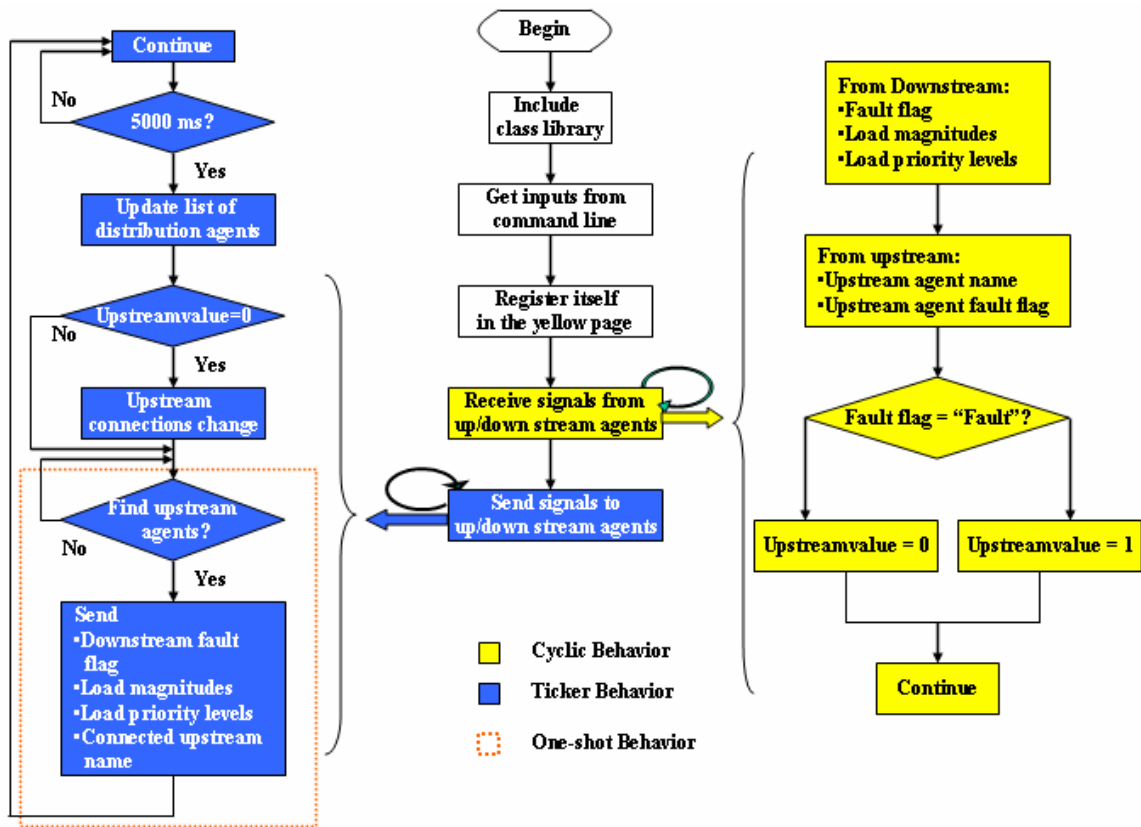 Continue
No
5000 ms?
Yes
Update list of
distribution agents
Upstreamvalue=0
No
Yes
Upstream
connections change
Find upstream
agents?
No
Yes
Send
▪Downstream fault
flag
▪Load magnitudes
▪Load priority levels
▪Connected upstream
name
Begin
Include
class library
Get inputs from
command line
Register itself
in the yellow page
Receive signals from
up/down stream agents
Send signals to
up/down stream agents
Cyclic Behavior
Ticker Behavior
One-shot Behavior
From Downstream:
▪Fault flag
▪Load magnitudes
▪Load priority levels
From upstream:
▪Upstream agent name
▪Upstream agent fault flag
Fault flag = “Fault”?
Upstreamvalue = 0
Upstreamvalue = 1
Continue